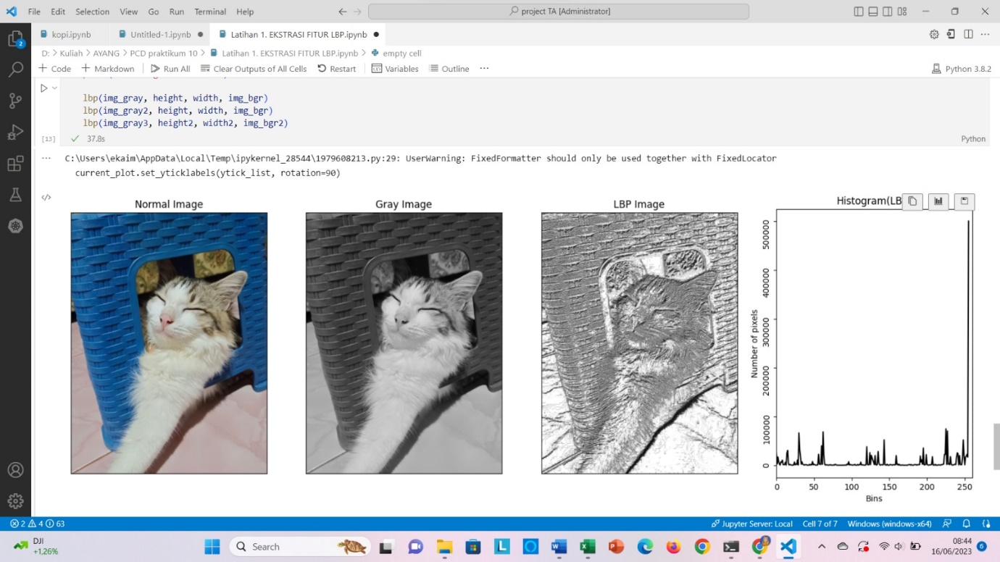 File Edit Selection View Go Run Terminal Help
project TA [Administrator]
kopi.ipynb
Untitled-1.ipynb
Latihan 1. EKSTRASI FITUR LBP.ipynb
D: > Kuliah > AYANG > PCD praktikum 10 > Latihan 1. EKSTRASI FITUR LBP.ipynb > empty cell
+ Code + Markdown Run All Clear Outputs of All Cells Restart Variables Outline ... Python 3.8.2
lbp(img_gray, height, width, img_bgr)
lbp(img_gray2, height, width, img_bgr)
lbp(img_gray3, height2, width2, img_bgr2)
[13] 37.8s Python
C:\Users\ekaim\AppData\Local\Temp\ipykernel_28544\1979608213.py:29: UserWarning: FixedFormatter should only be used together with FixedLocator
current_plot.set_yticklabels(ytick_list, rotation=90)
Normal Image
Gray Image
LBP Image
Histogram(LB
Number of pixels
500000
400000
300000
200000
100000
0
0 50 100 150 200 250
Bins
2 4 63
Jupyter Server: Local Cell 7 of 7 Windows (windows-x64)
DJI
+1,26%
Search
08:44
16/06/2023
6
2